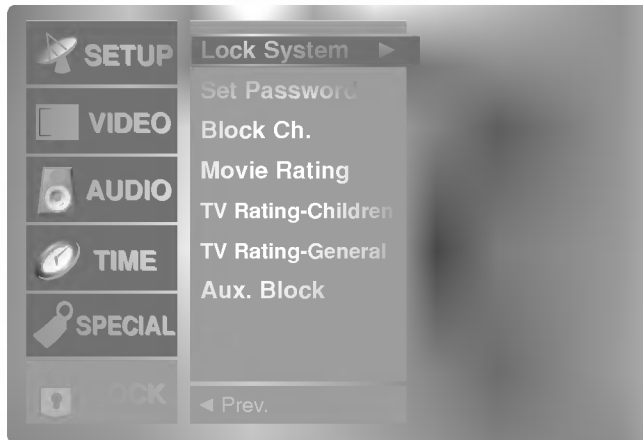 SETUP
VIDEO
AUDIO
TIME
SPECIAL
LOCK
Lock System ►
Set Password
Block Ch.
Movie Rating
TV Rating-Children
TV Rating-General
Aux. Block
◄ Prev.